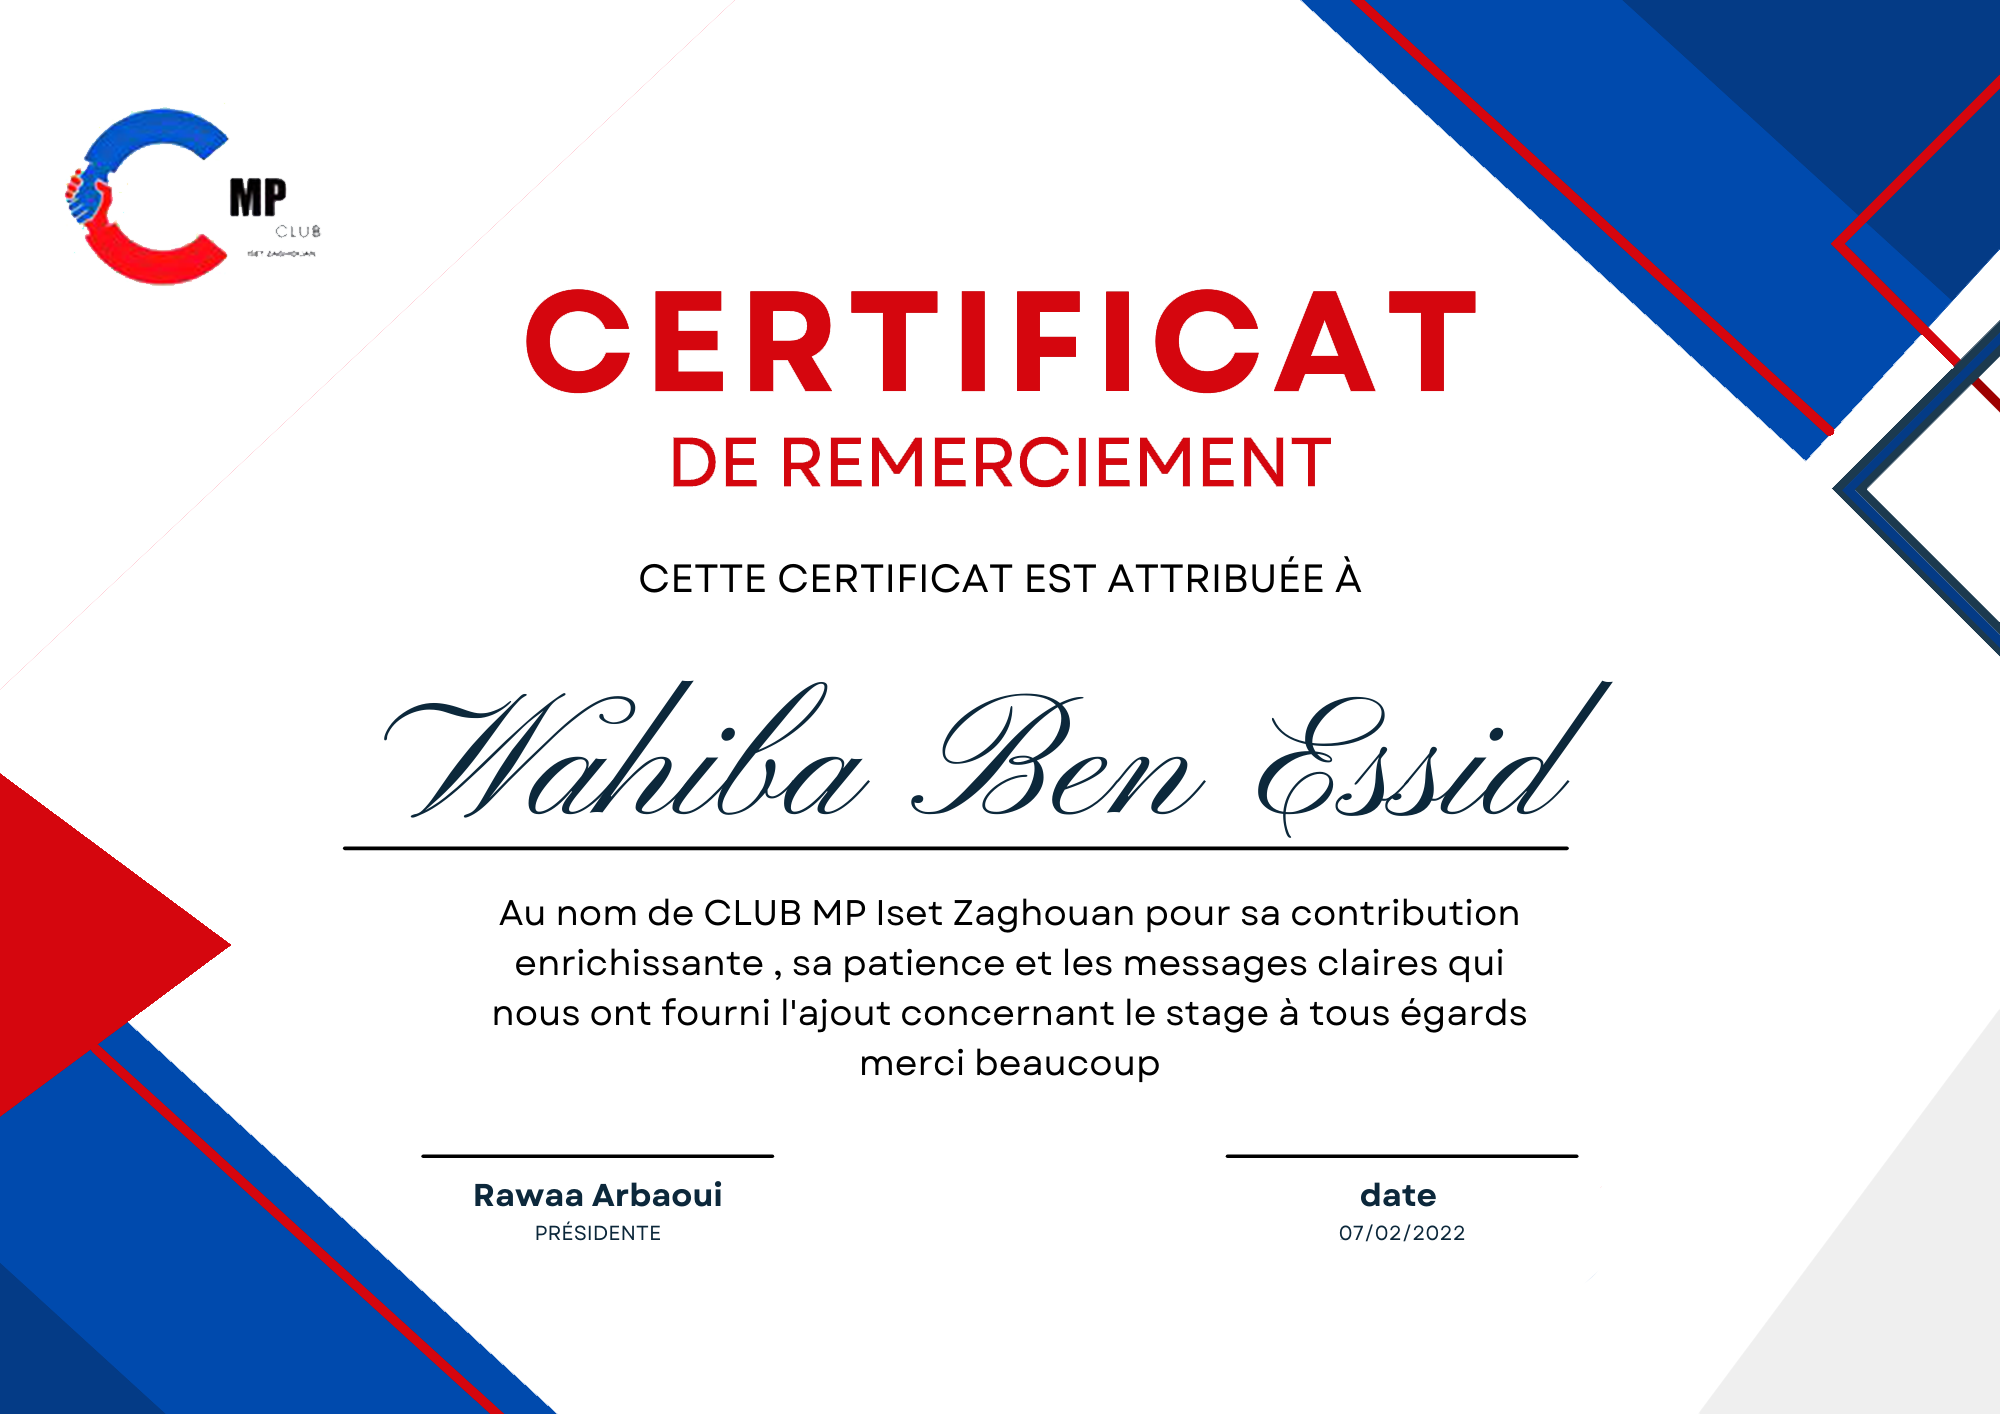 MP
CLUB
ISET ZAGHOUAN
CERTIFICAT
DE REMERCIEMENT
CETTE CERTIFICAT EST ATTRIBUÉE À
Wahiba Ben Essid
Au nom de CLUB MP Iset Zaghouan pour sa contribution
enrichissante , sa patience et les messages claires qui
nous ont fourni l'ajout concernant le stage à tous égards
merci beaucoup
Rawaa Arbaoui
PRÉSIDENTE
date
07/02/2022